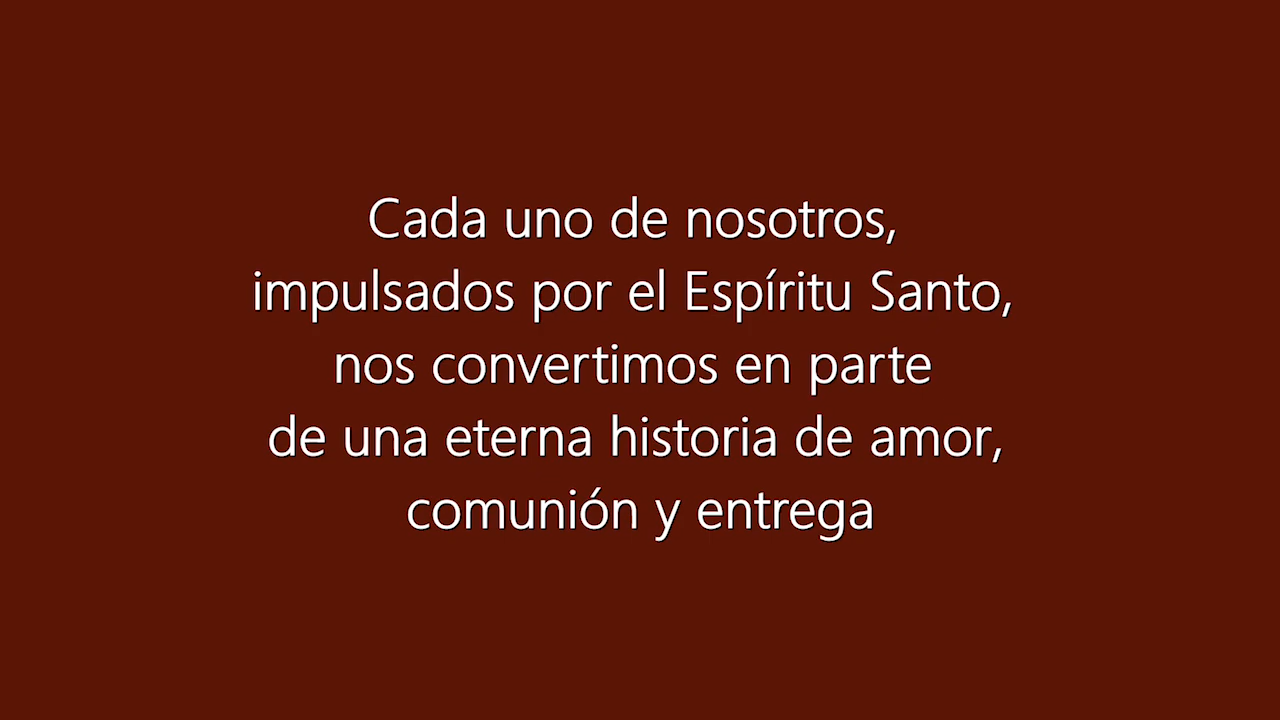 Cada uno de nosotros,
impulsados por el Espíritu Santo,
nos convertimos en parte
de una eterna historia de amor,
comunión y entrega